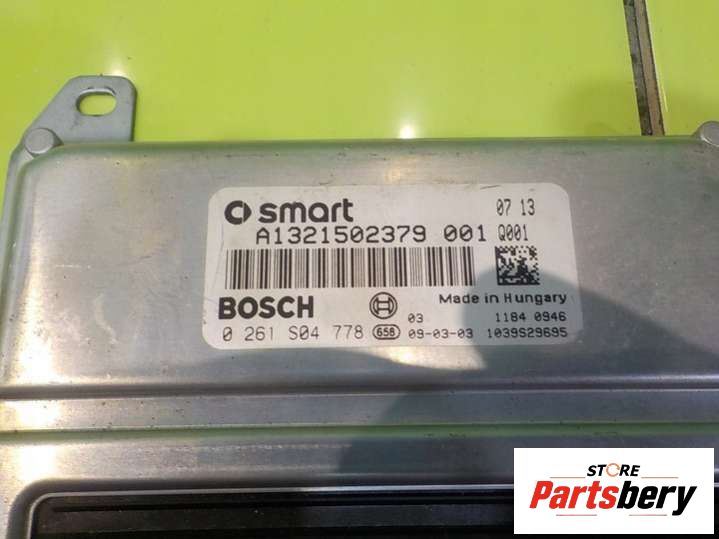 smart 07 13
A1321502379 001 Q001
BOSCH Made in Hungary
03 1184 0946
0 261 S04 778 656 09-03-03 1039S29695
STORE
Partsbery